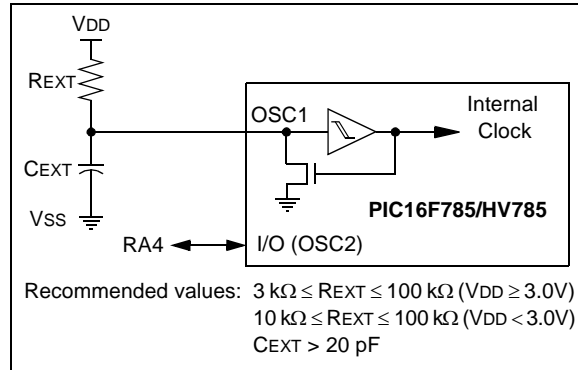 VDD
REXT
OSC1
Internal
Clock
CEXT
PIC16F785/HV785
VSS
RA4
I/O (OSC2)
Recommended values: 3 kΩ ≤ REXT ≤ 100 kΩ (VDD ≥ 3.0V)
10 kΩ ≤ REXT ≤ 100 kΩ (VDD < 3.0V)
CEXT > 20 pF